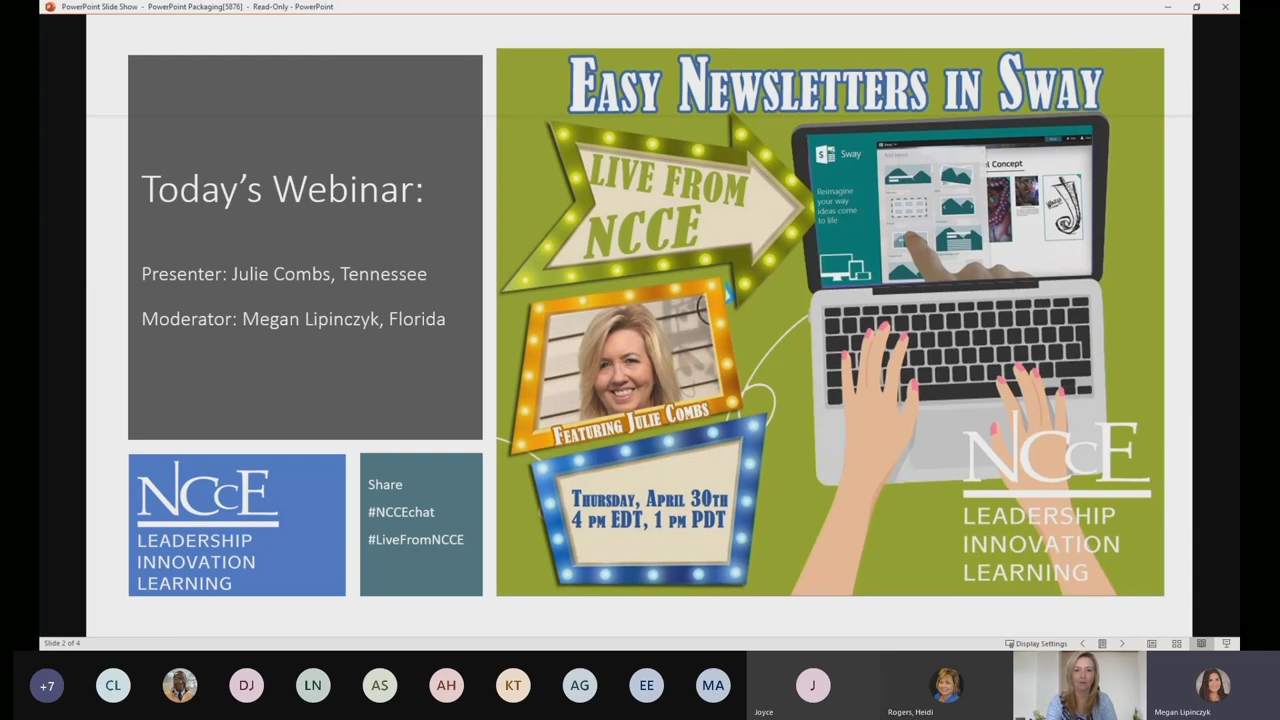 PowerPoint Slide Show - PowerPoint Packaging[5876] - Read-Only - PowerPoint
Today's Webinar:
Presenter: Julie Combs, Tennessee
Moderator: Megan Lipinczyk, Florida
NCCE
LEADERSHIP
INNOVATION
LEARNING
Share
#NCCEchat
#LiveFromNCCE
EASY NEWSLETTERS IN SWAY
LIVE FROM
NCCE
Sway
Reimagine
your way
ideas come
to life
Sway
l Concept
FEATURING JULIE COMBS
THURSDAY, APRIL 30TH
4 PM EDT, 1 PM PDT
NCCE
LEADERSHIP
INNOVATION
LEARNING
Slide 2 of 4
Display Settings
+7
CL
DJ
LN
AS
AH
KT
AG
EE
MA
J
Joyce
Rogers, Heidi
Megan Lipinczyk